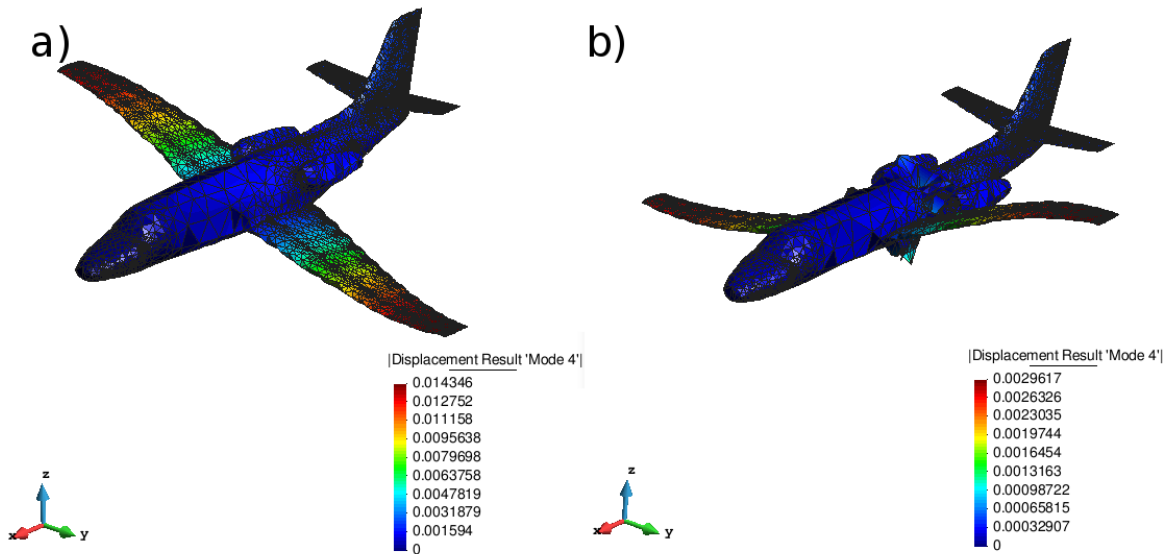 a)
b)
|Displacement Result 'Mode 4'|
0.014346
0.012752
0.011158
0.0095638
0.0079698
0.0063758
0.0047819
0.0031879
0.001594
0
z
x
y
|Displacement Result 'Mode 4'|
0.0029617
0.0026326
0.0023035
0.0019744
0.0016454
0.0013163
0.00098722
0.00065815
0.00032907
0
z
x
y